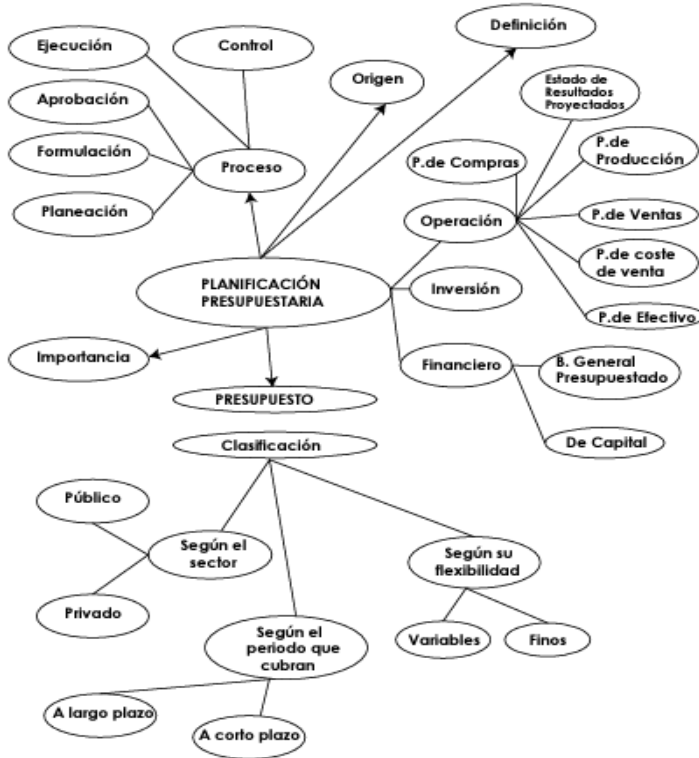 Ejecución
Control
Definición
Origen
Aprobación
Formulación
Planeación
Proceso
Estado de
Resultados
Proyectados
P.de
Producción
P.de Compras
Operación
P.de Ventas
P.de coste
de venta
P.de Efectivo
PLANIFICACIÓN
PRESUPUESTARIA
Inversión
Importancia
Financiero
B. General
Presupuestado
De Capital
PRESUPUESTO
Clasificación
Público
Privado
Según el
sector
Según su
flexibilidad
Variables
Finos
Según el
periodo que
cubran
A largo plazo
A corto plazo